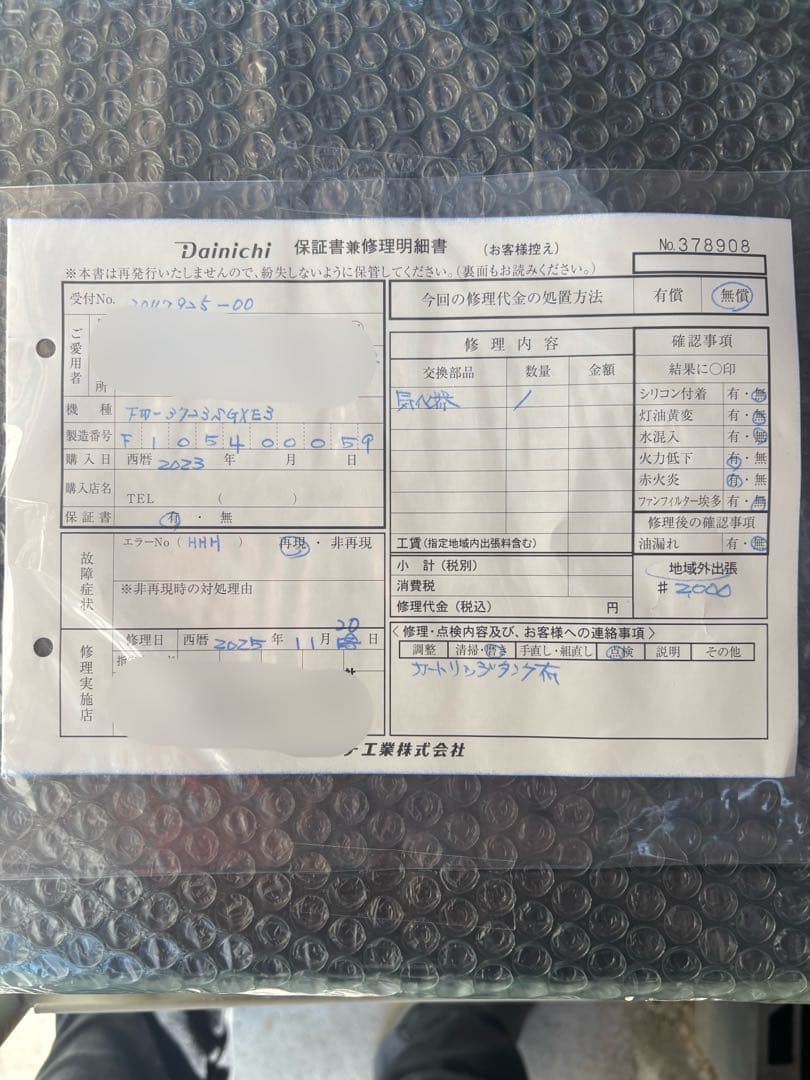 Dainichi 保証書兼修理明細書 (お客様控え) No.378908
※本書は再発行いたしませんので、紛失しないように保管してください。(裏面もお読みください。)
受付No. -00
ご愛用者
所
機種
製造番号 F1054000059
購入日 西暦 2023 年 月 日
購入店名
TEL ( )
保証書 有・無
故障症状
エラーNo ( HHH ) 再現・非再現
※非再現時の対処理由
修理実施店
修理日 西暦 2025 年 11月 20 日
工業株式会社
今回の修理代金の処置方法 有償 無償
修理内容
交換部品 数量 金額
気化器 1
工賃(指定地域内出張料含む)
小計(税別)
消費税
修理代金(税込) 円
確認事項
結果に○印
シリコン付着 有・無
灯油黄変 有・無
水混入 有・無
火力低下 有・無
赤火炎 有・無
ファンフィルター埃多 有・無
修理後の確認事項
油漏れ 有・無
地域外出張
# 2,000
〈修理・点検内容及び、お客様への連絡事項〉
調整 清掃・磨き 手直し・組直し 点検 説明 その他
カートリッジタンク有